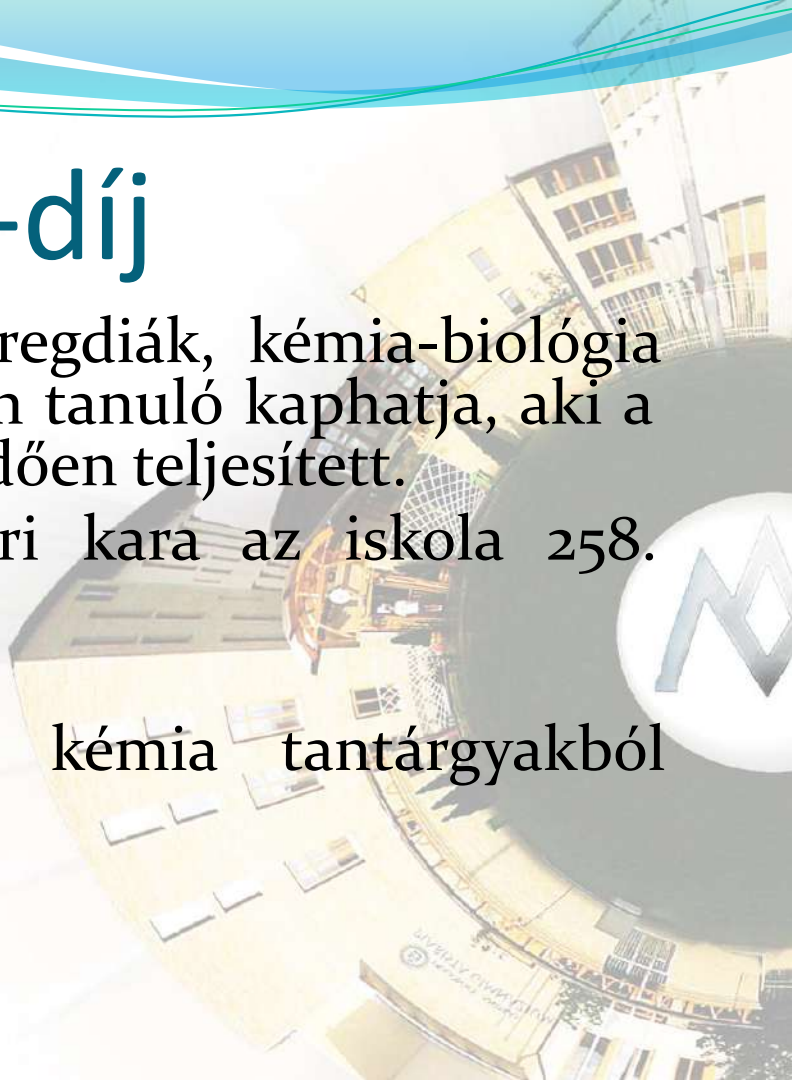 -díj
regdiák, kémia-biológia
n tanuló kaphatja, aki a
dően teljesített.
ri kara az iskola 258.
kémia tantárgyakból